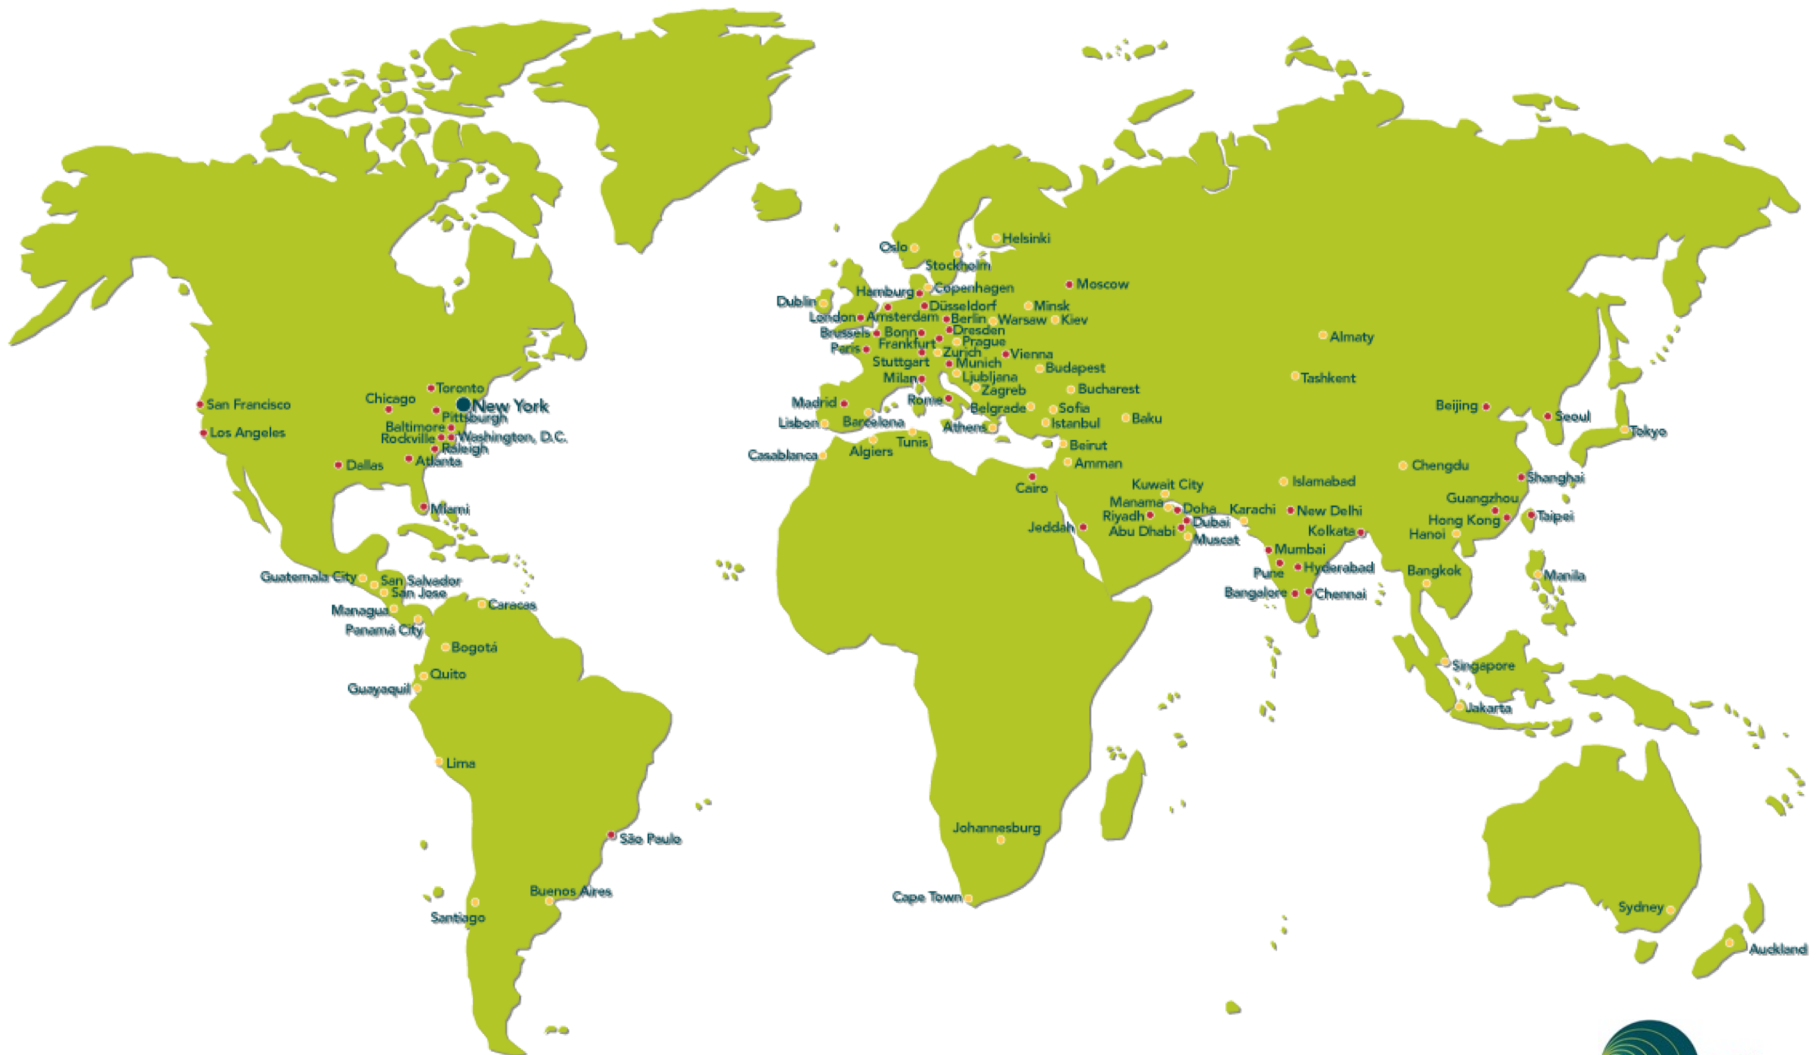 Oslo
Helsinki
Stockholm
Moscow
Hamburg
Copenhagen
Dublin
Düsseldorf
Minsk
London
Amsterdam
Berlin
Warsaw
Kiev
Brussels
Bonn
Dresden
Frankfurt
Prague
Paris
Zurich
Vienna
Stuttgart
Munich
Budapest
Milan
Ljubljana
Zagreb
Bucharest
Madrid
Rome
Belgrade
Sofia
Baku
Lisbon
Barcelona
Athens
Istanbul
Tunis
Algiers
Beirut
Casablanca
Amman
Almaty
Tashkent
Toronto
Chicago
New York
San Francisco
Pittsburgh
Baltimore
Los Angeles
Rockville
Washington, D.C.
Raleigh
Dallas
Atlanta
Miami
Beijing
Seoul
Tokyo
Chengdu
Shanghai
Cairo
Kuwait City
Islamabad
Manama
Doha
Karachi
New Delhi
Guangzhou
Riyadh
Dubai
Hong Kong
Taipei
Jeddah
Abu Dhabi
Muscat
Kolkata
Hanoi
Mumbai
Pune
Hyderabad
Bangkok
Manila
Bangalore
Chennai
Guatemala City
San Salvador
San Jose
Managua
Caracas
Panamá City
Bogotá
Quito
Guayaquil
Singapore
Jakarta
Lima
São Paulo
Johannesburg
Buenos Aires
Cape Town
Santiago
Sydney
Auckland